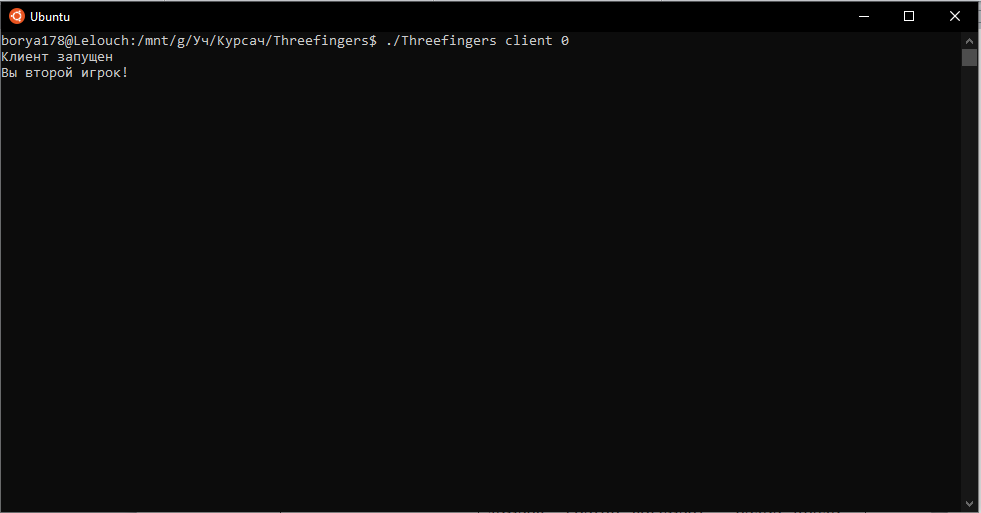 Ubuntu
borya178@Lelouch:/mnt/g/Уч/Курсач/Threefingers$ ./Threefingers client 0
Клиент запущен
Вы второй игрок!